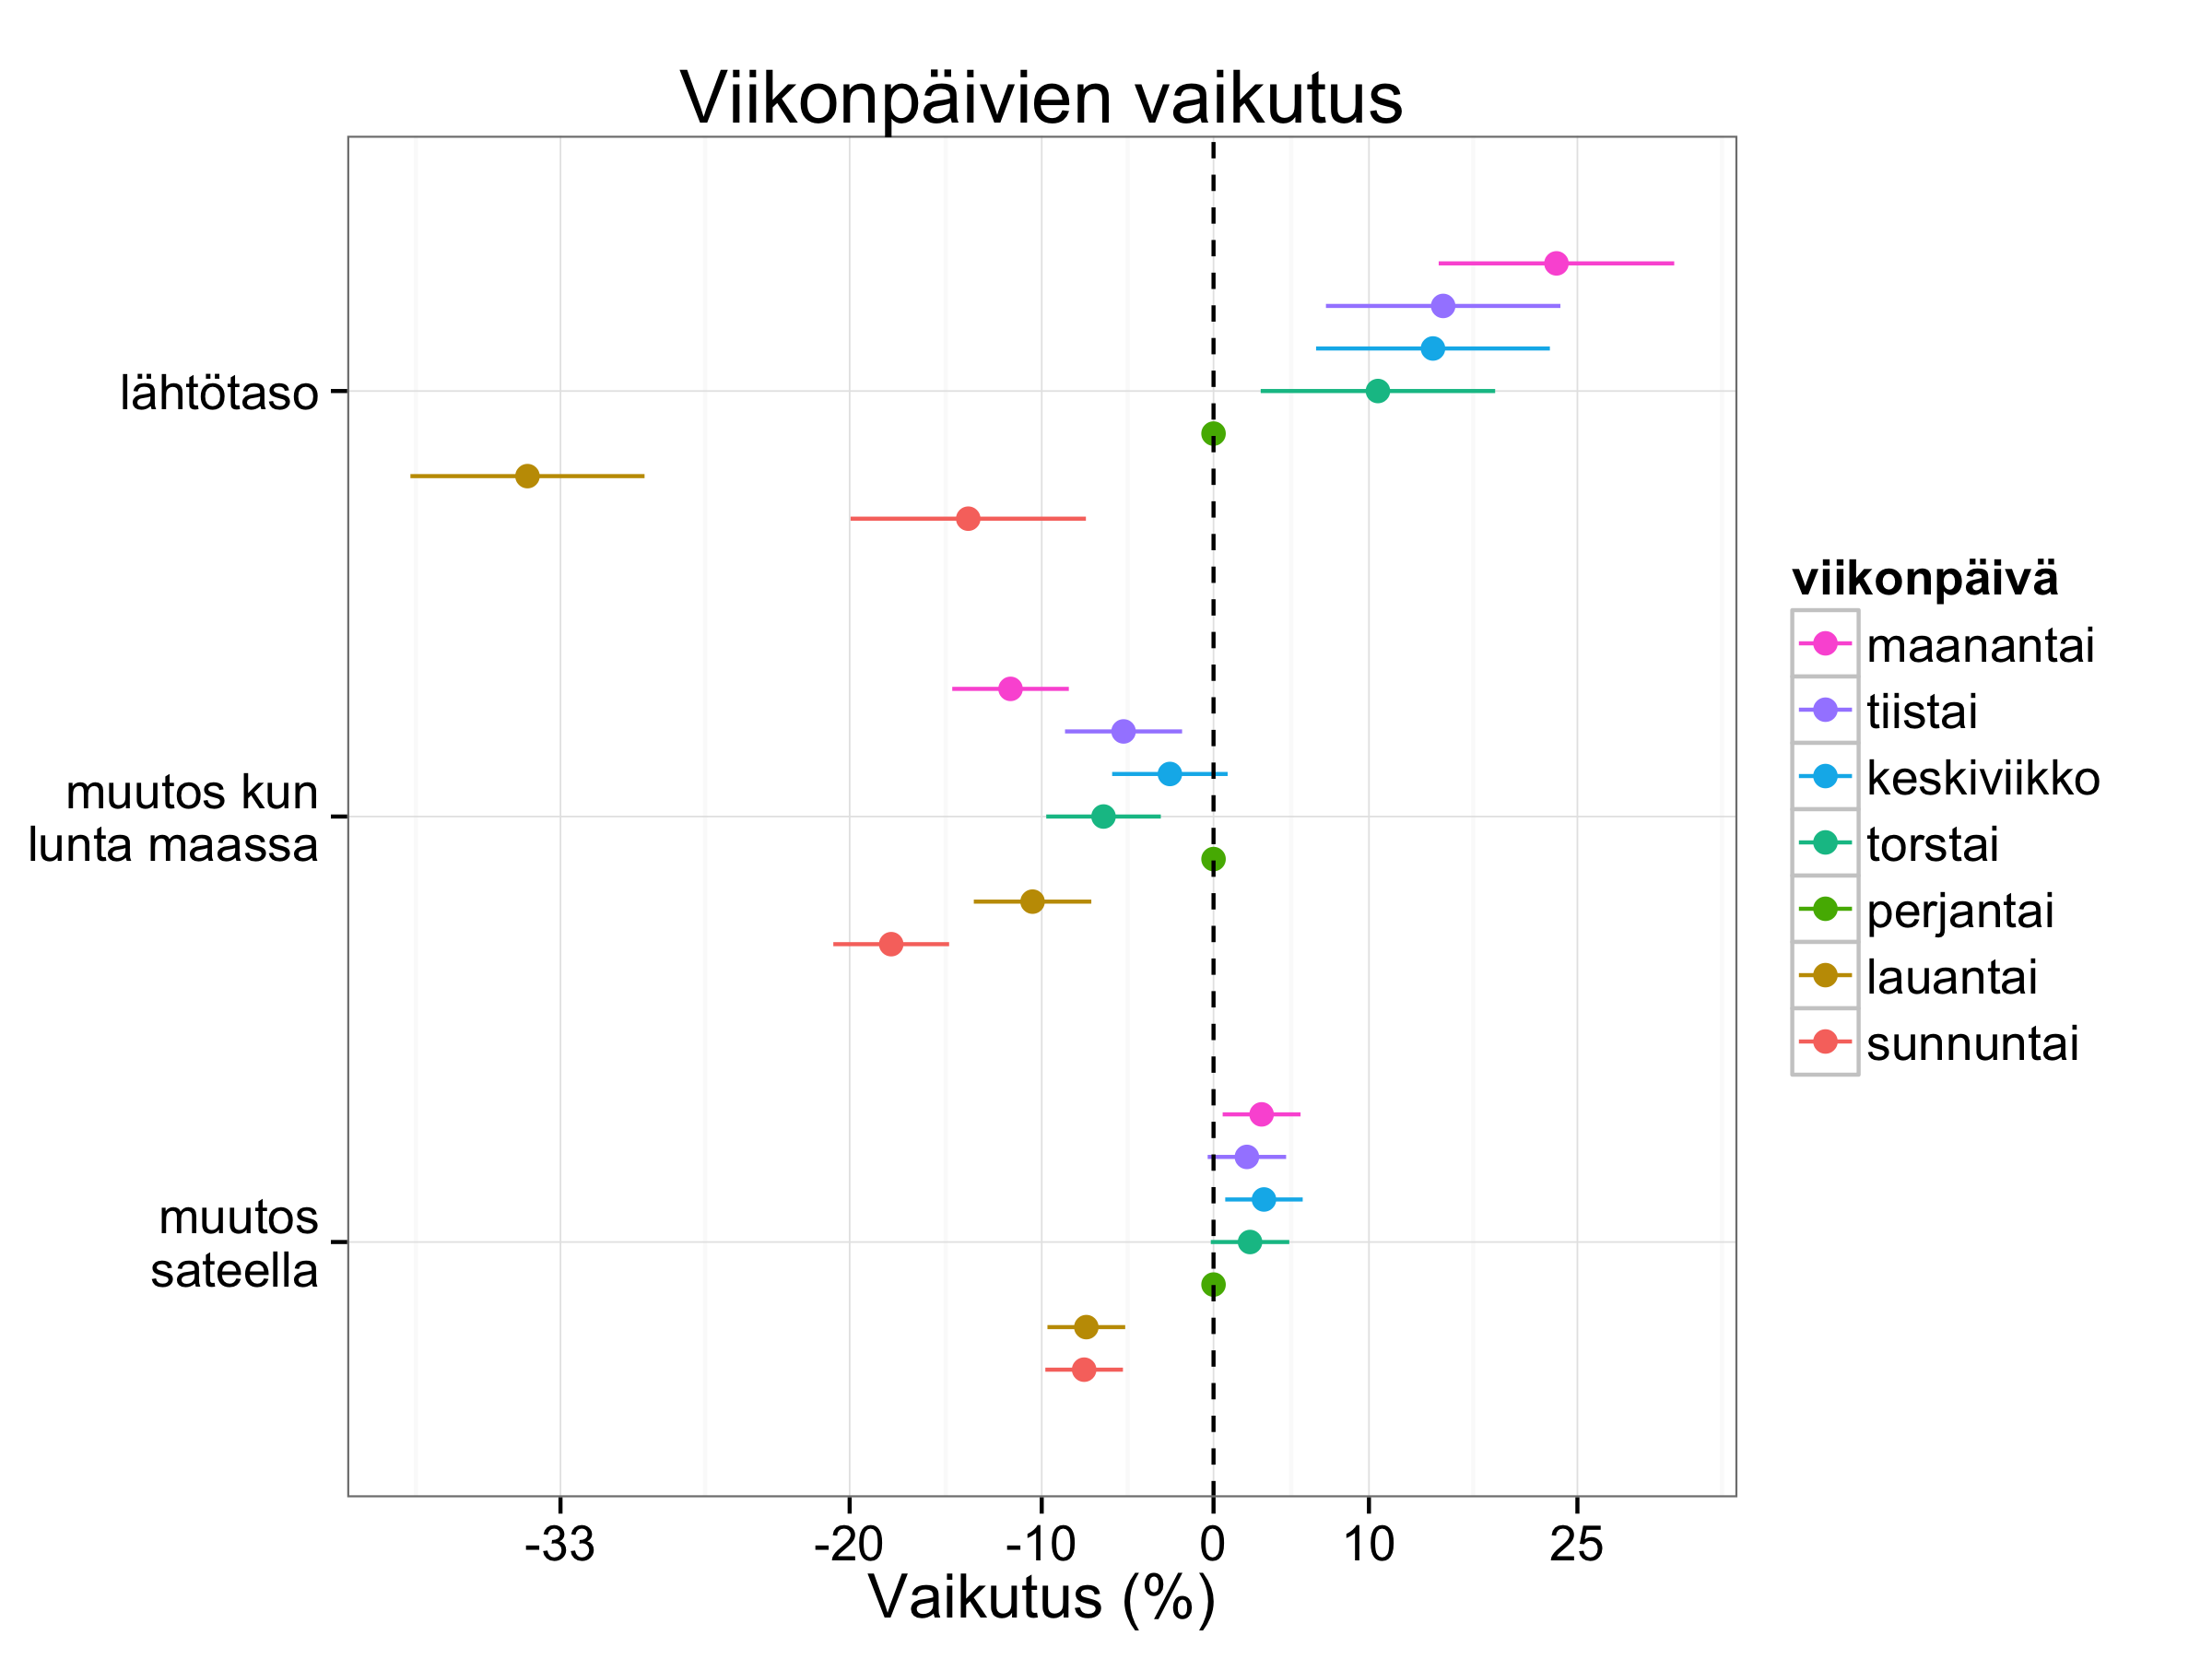 Viikonpäivien vaikutus
lähtötaso
muutos kun
lunta maassa
muutos
sateella
-33
-20
-10
0
10
25
Vaikutus (%)
viikonpäivä
maanantai
tiistai
keskiviikko
torstai
perjantai
lauantai
sunnuntai